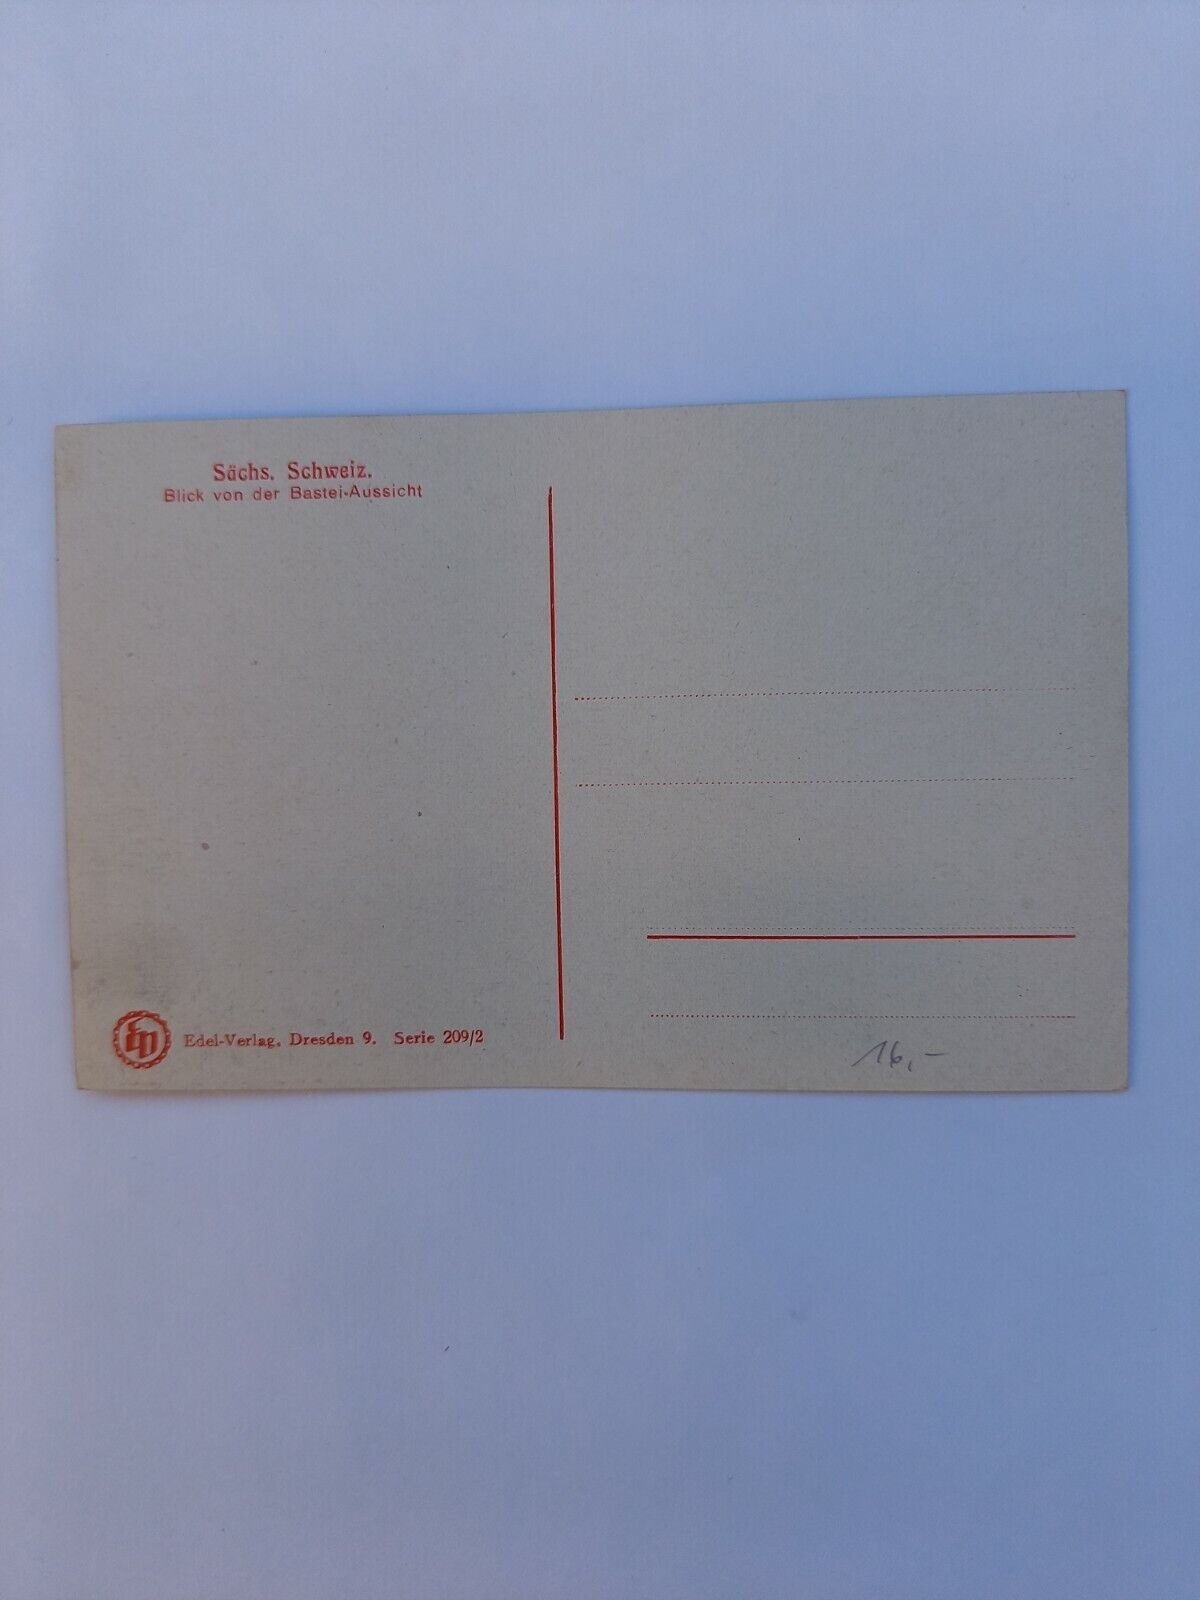 Sächs. Schweiz.
Blick von der Bastei-Aussicht
Edel-Verlag, Dresden 9. Serie 209/2
16,-